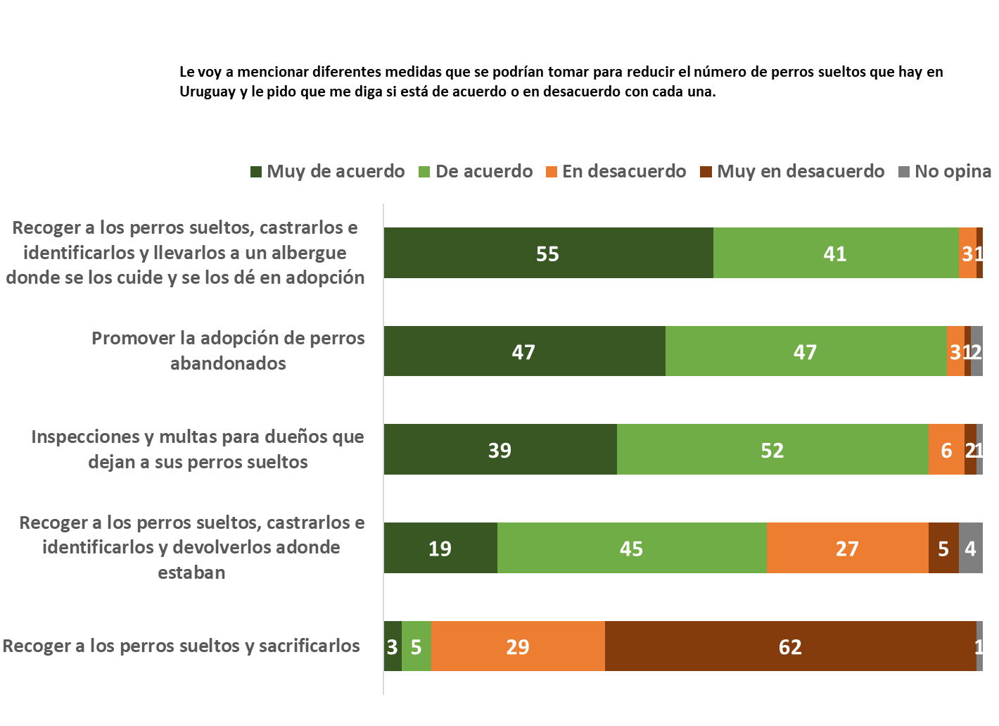 Le voy a mencionar diferentes medidas que se podrían tomar para reducir el número de perros sueltos que hay en
Uruguay y le pido que me diga si está de acuerdo o en desacuerdo con cada una.
Muy de acuerdo De acuerdo En desacuerdo Muy en desacuerdo No opina
Recoger a los perros sueltos, castrarlos e
identificarlos y llevarlos a un albergue
donde se los cuide y se los dé en adopción
55 41 3 1
Promover la adopción de perros
abandonados
47 47 3 1 2
Inspecciones y multas para dueños que
dejan a sus perros sueltos
39 52 6 2 1
Recoger a los perros sueltos, castrarlos e
identificarlos y devolverlos adonde
estaban
19 45 27 5 4
Recoger a los perros sueltos y sacrificarlos
3 5 29 62 1